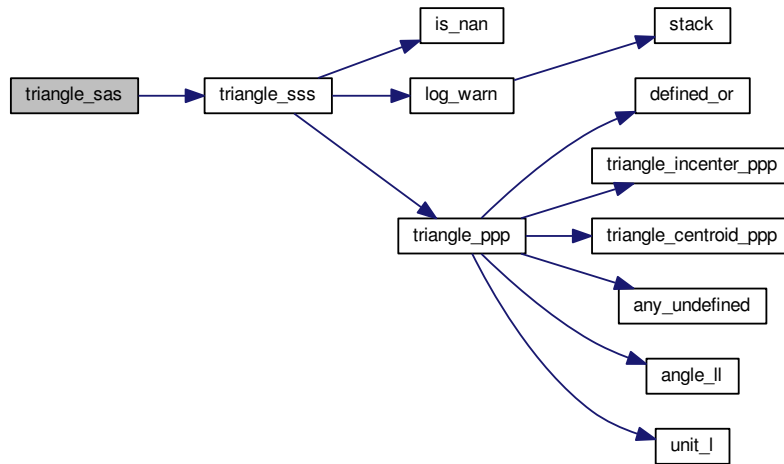 is_nan
stack
triangle_sas
triangle_sss
log_warn
defined_or
triangle_incenter_ppp
triangle_ppp
triangle_centroid_ppp
any_undefined
angle_ll
unit_l